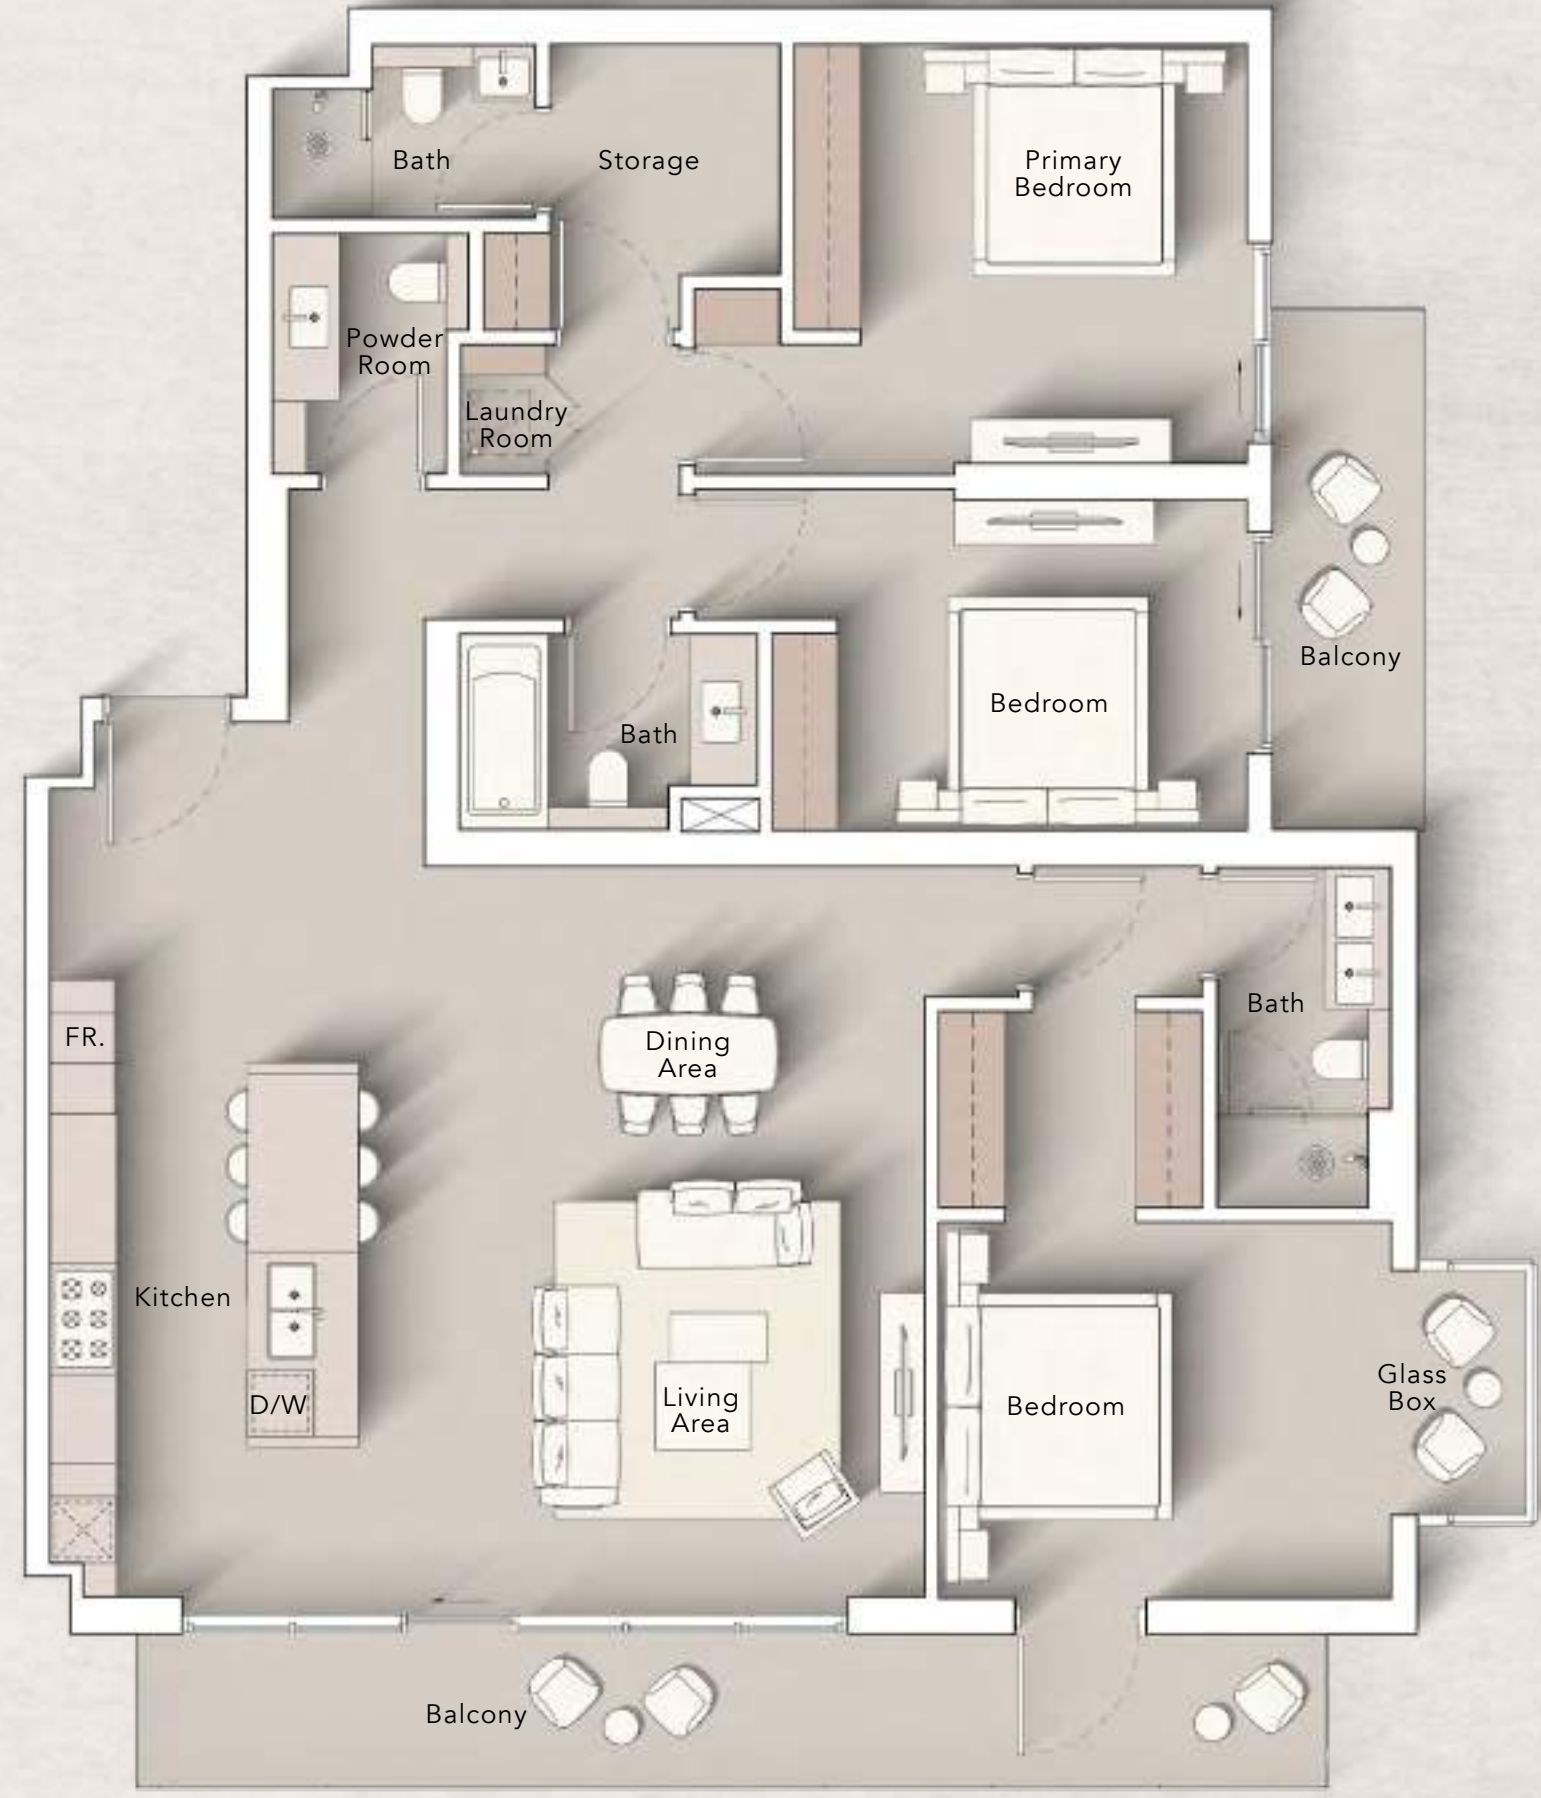 Bath
Storage
Primary
Bedroom
Powder
Room
Laundry
Room
Balcony
Bedroom
Bath
Bath
FR.
Dining
Area
Kitchen
D/W
Living
Area
Bedroom
Glass
Box
Balcony